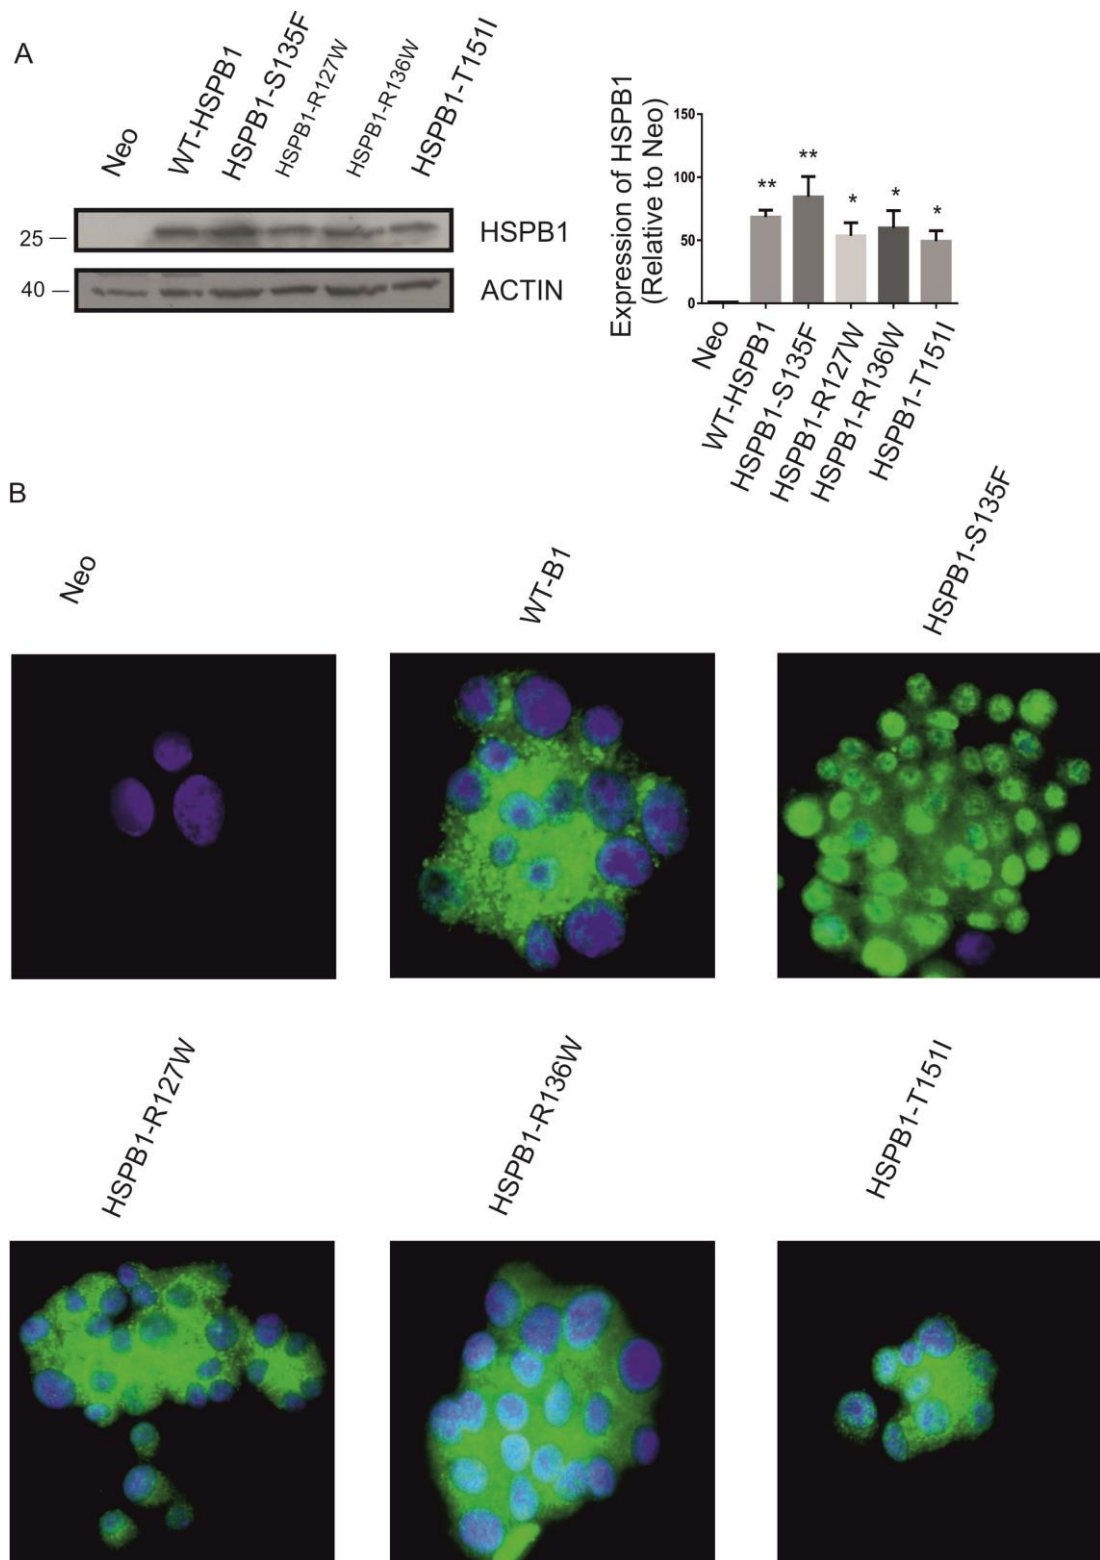 A
Neo
WT-HSPB1
HSPB1-S135F
HSPB1-R127W
HSPB1-R136W
HSPB1-T151I
25
HSPB1
40
ACTIN
Expression of HSPB1
(Relative to Neo)
150
100
50
0
**
**
*
*
*
Neo
WT-HSPB1
HSPB1-S135F
HSPB1-R127W
HSPB1-R136W
HSPB1-T151I
B
Neo
WT-B1
HSPB1-S135F
HSPB1-R127W
HSPB1-R136W
HSPB1-T151I